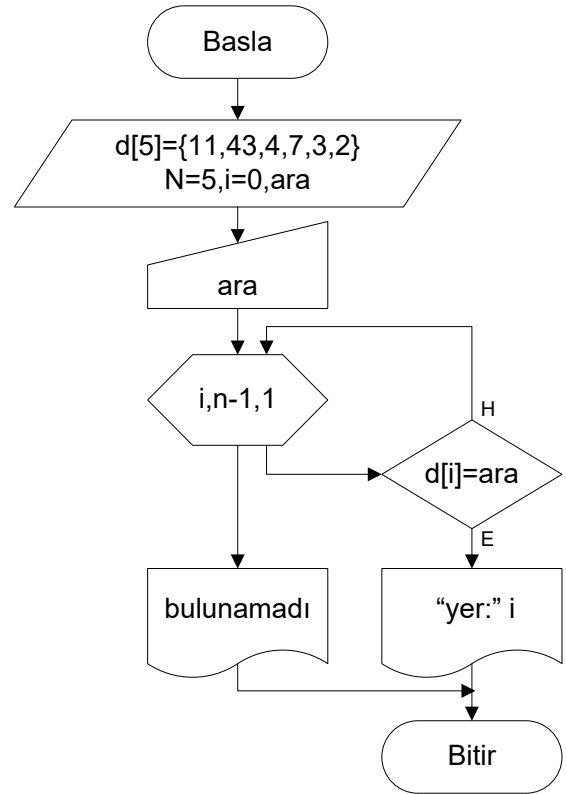 Basla
d[5]={11,43,4,7,3,2}
N=5,i=0,ara
ara
i,n-1,1
H
d[i]=ara
E
bulunamadı
“yer:” i
Bitir